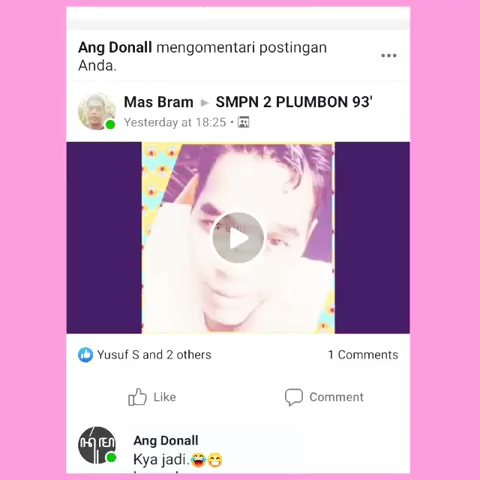 Ang Donall mengomentari postingan
Anda.
Mas Bram ▸ SMPN 2 PLUMBON 93'
Yesterday at 18:25 •
Yusuf S and 2 others 1 Comments
Like Comment
Ang Donall
Kya jadi.😂😁